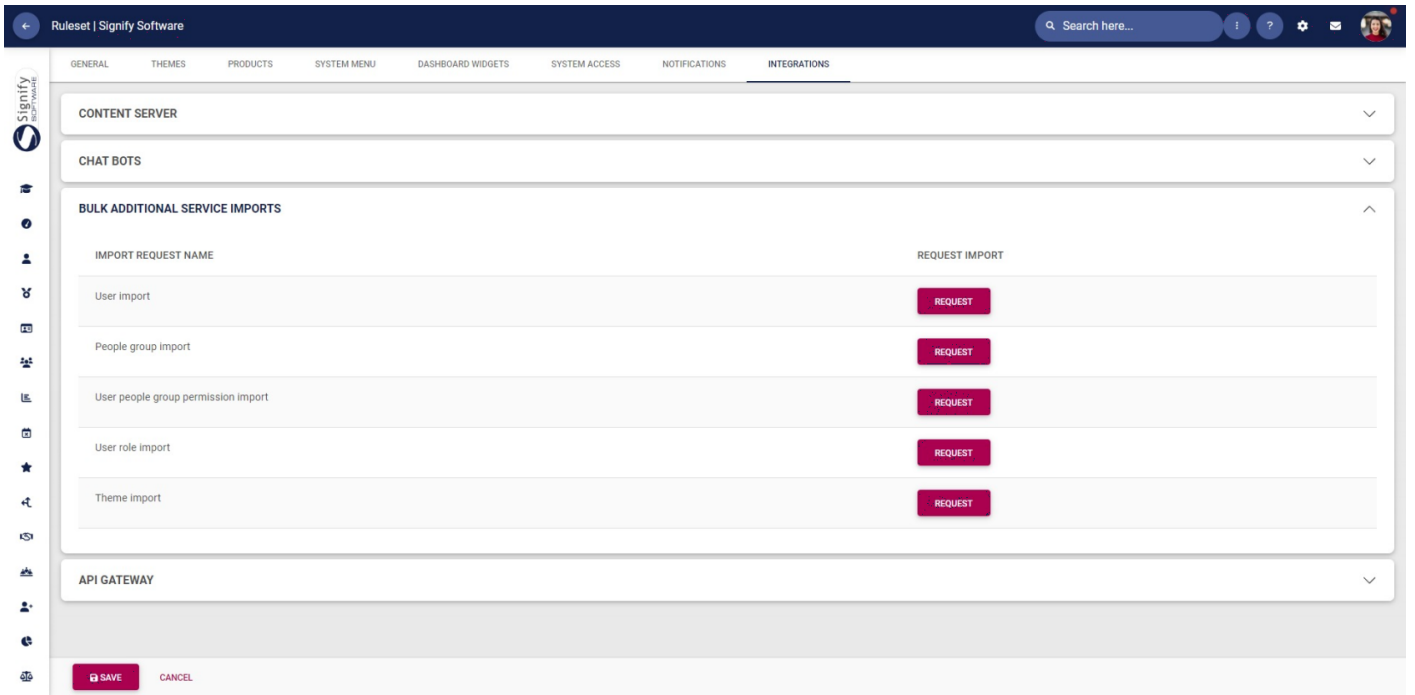 Ruleset | Signify Software
Search here...
?
GENERAL THEMES PRODUCTS SYSTEM MENU DASHBOARD WIDGETS SYSTEM ACCESS NOTIFICATIONS INTEGRATIONS
Signify
SOFTWARE
CONTENT SERVER
CHAT BOTS
BULK ADDITIONAL SERVICE IMPORTS
IMPORT REQUEST NAME REQUEST IMPORT
User import REQUEST
People group import REQUEST
User people group permission import REQUEST
User role import REQUEST
Theme import REQUEST
API GATEWAY
SAVE CANCEL